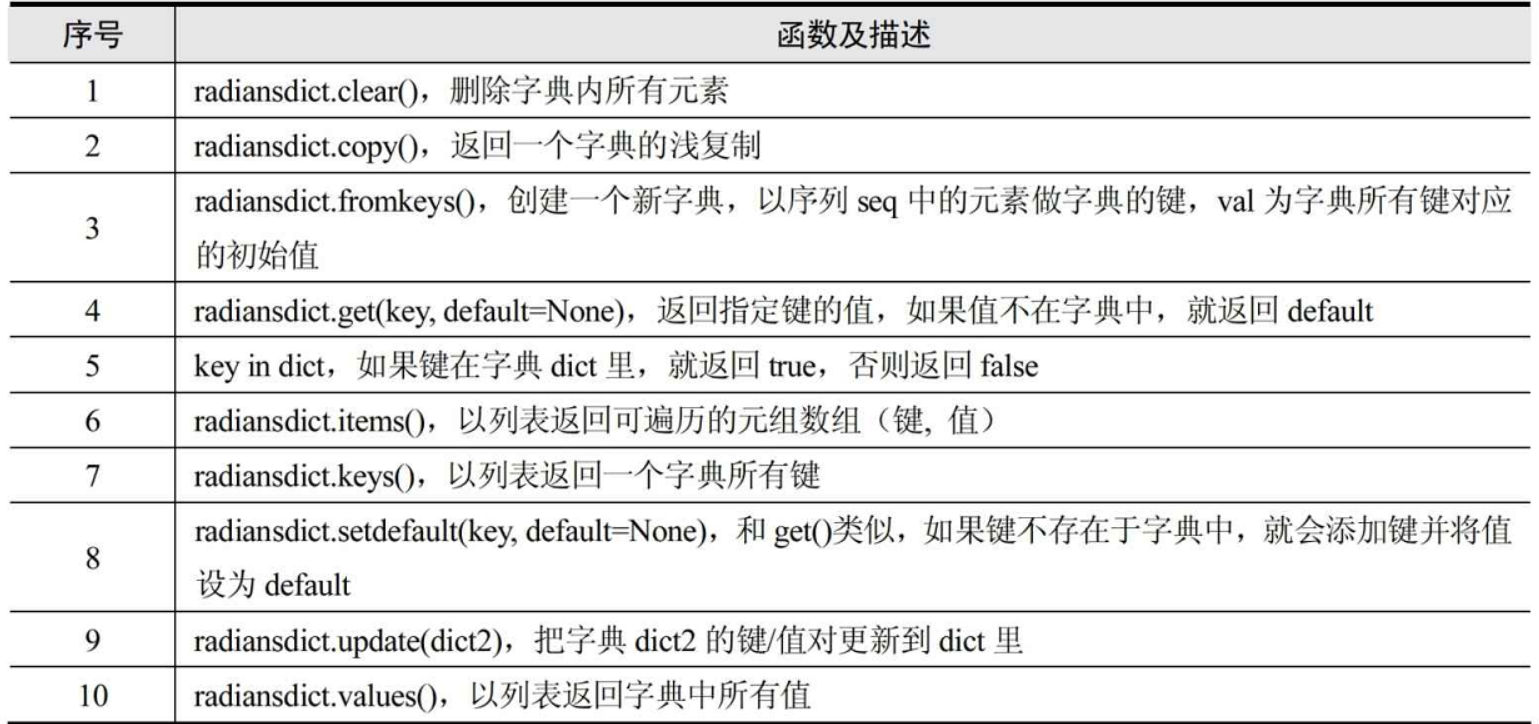 序号 函数及描述
1 radiansdict.clear()，删除字典内所有元素
2 radiansdict.copy()，返回一个字典的浅复制
3 radiansdict.fromkeys()，创建一个新字典，以序列 seq 中的元素做字典的键，val 为字典所有键对应
的初始值
4 radiansdict.get(key, default=None)，返回指定键的值，如果值不在字典中，就返回 default
5 key in dict，如果键在字典 dict 里，就返回 true，否则返回 false
6 radiansdict.items()，以列表返回可遍历的元组数组（键, 值）
7 radiansdict.keys()，以列表返回一个字典所有键
8 radiansdict.setdefault(key, default=None)，和 get()类似，如果键不存在于字典中，就会添加键并将值
设为 default
9 radiansdict.update(dict2)，把字典 dict2 的键/值对更新到 dict 里
10 radiansdict.values()，以列表返回字典中所有值